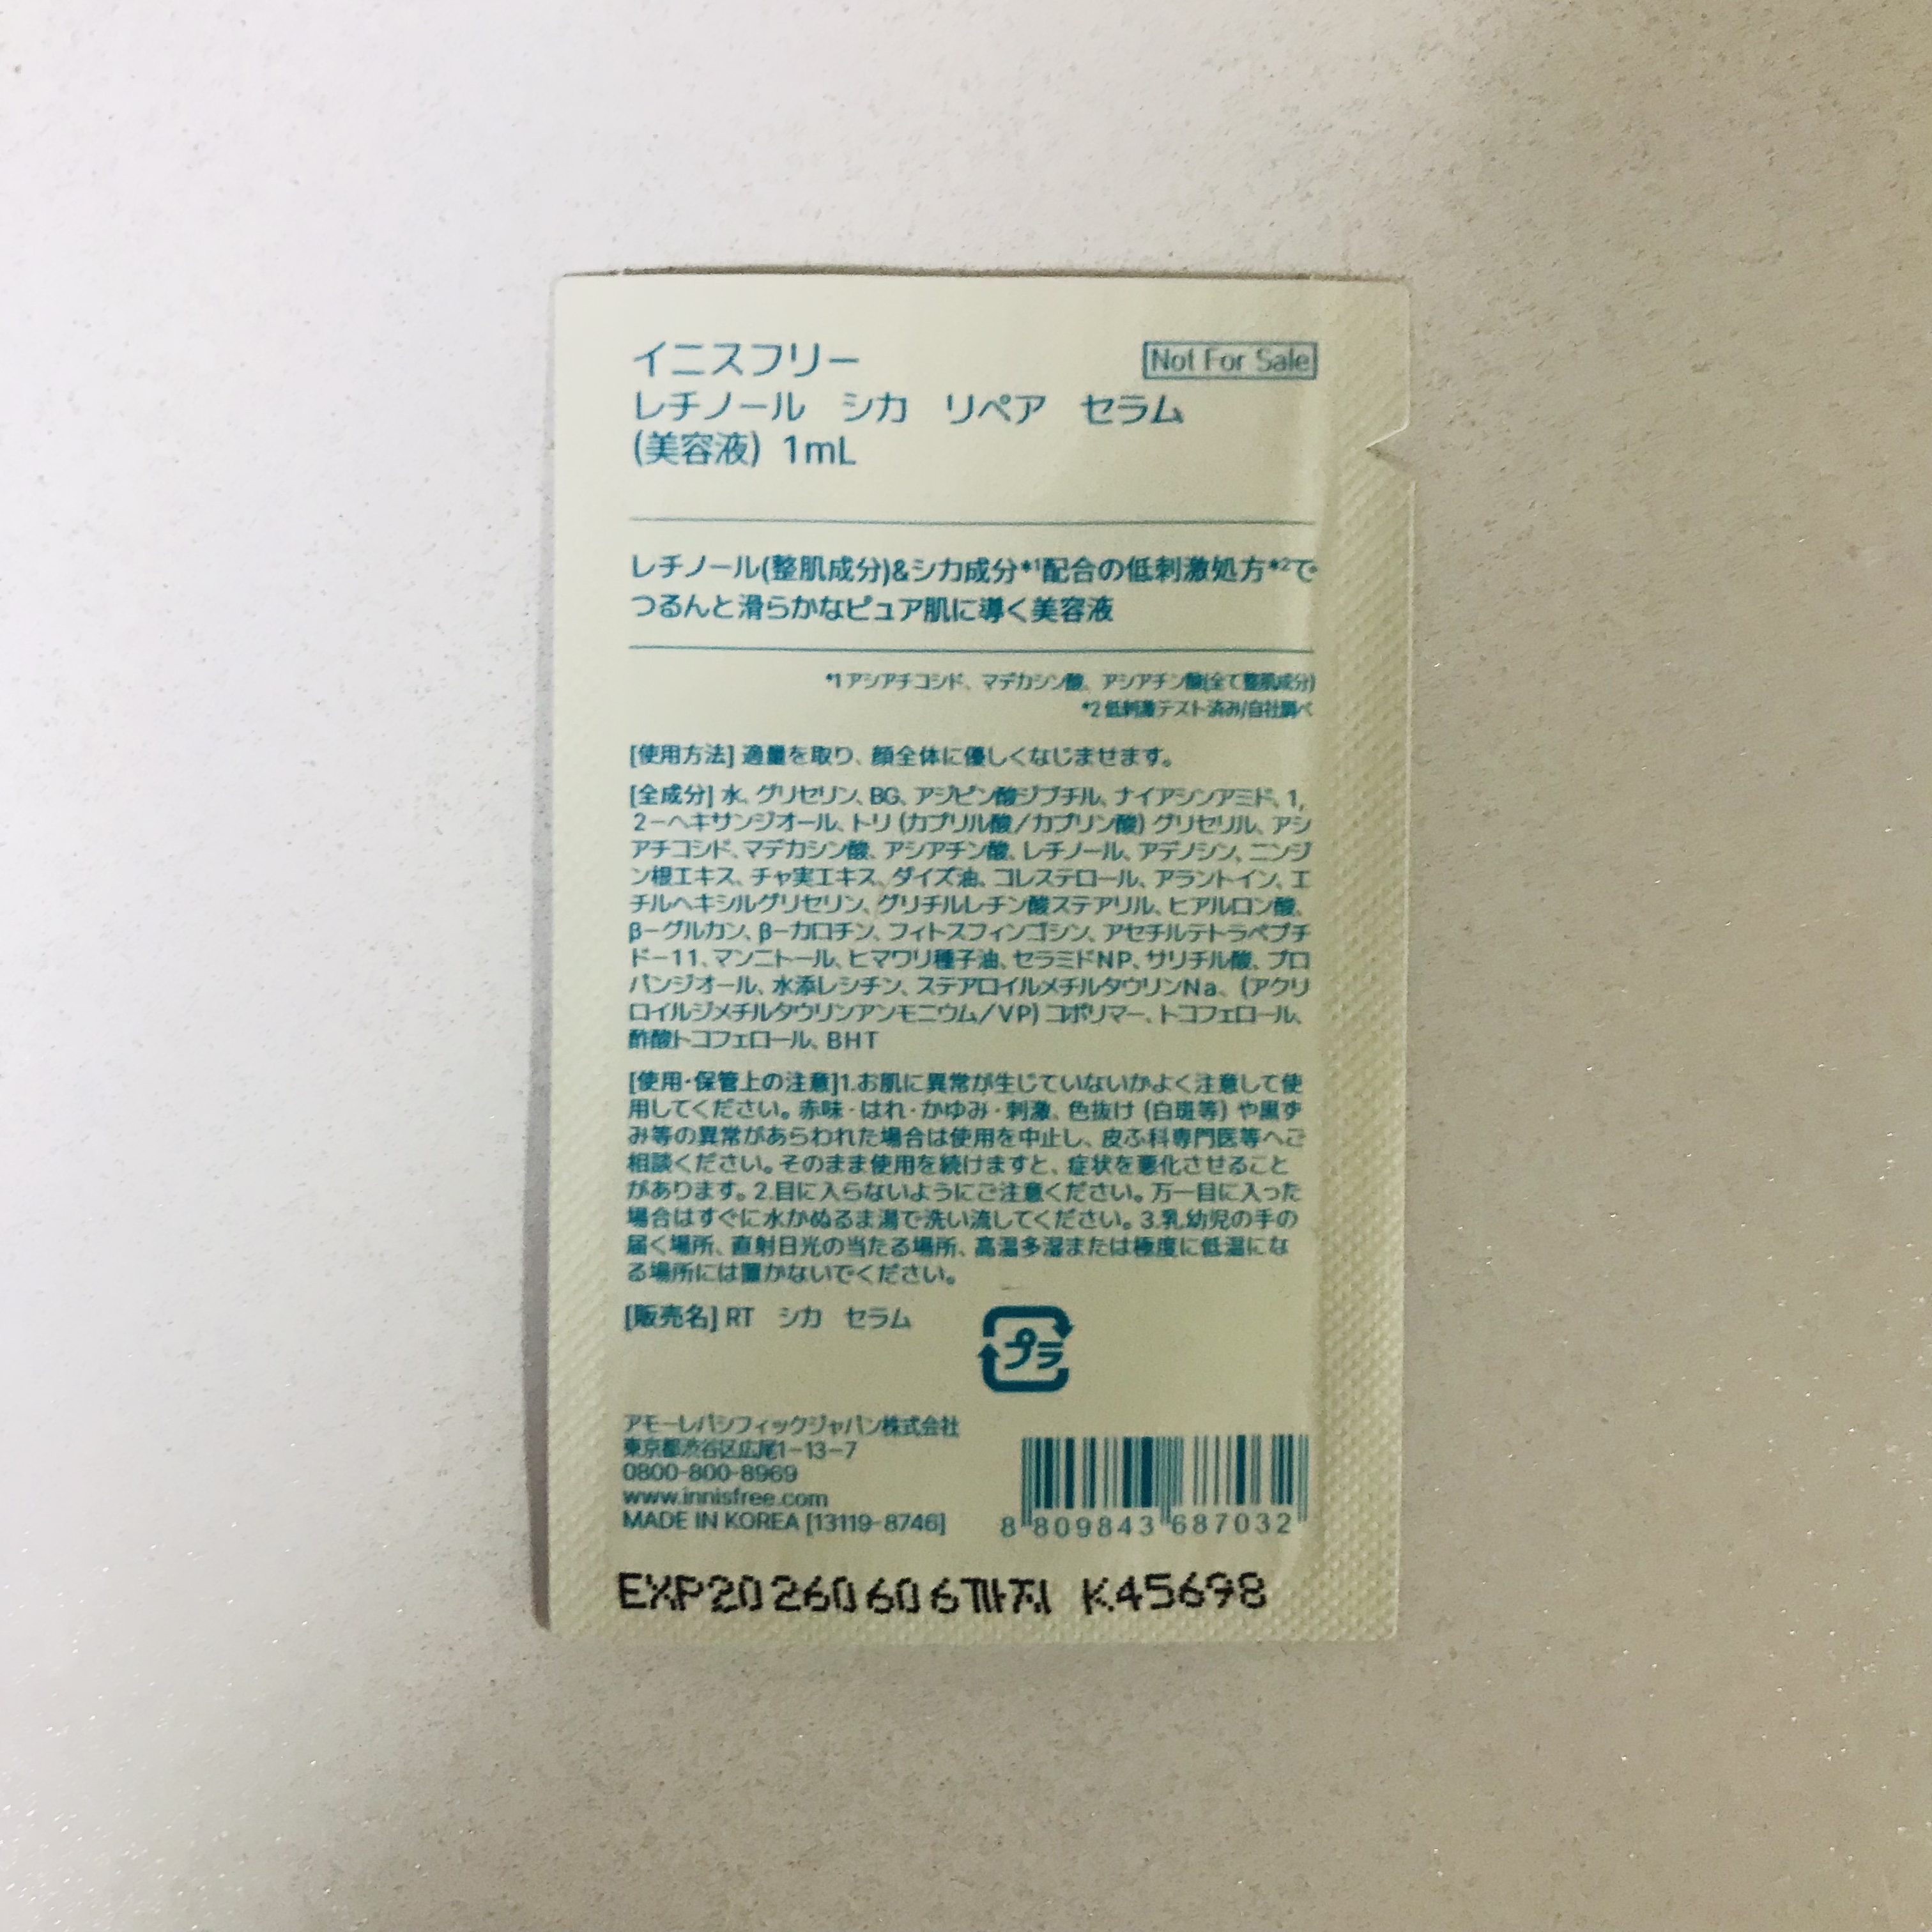 イニスフリー
Not For Sale
レチノール　シカ　リペア　セラム
(美容液) 1mL
レチノール(整肌成分)&シカ成分*1配合の低刺激処方*2で
つるんと滑らかなピュア肌に導く美容液
*1アシアチコシド、マデカシン酸、アシアチン酸(全て整肌成分)
*2低刺激テスト済み/自社調べ
[使用方法] 適量を取り、顔全体に優しくなじませます。
[全成分] 水、グリセリン、BG、アジピン酸ジブチル、ナイアシンアミド、1,
2－ヘキサンジオール、トリ (カプリル酸/カプリン酸) グリセリル、アシ
アチコシド、マデカシン酸、アシアチン酸、レチノール、アデノシン、ニンジ
ン根エキス、チャ実エキス、ダイズ油、コレステロール、アラントイン、エ
チルヘキシルグリセリン、グリチルレチン酸ステアリル、ヒアルロン酸、
β－グルカン、β－カロチン、フィトスフィンゴシン、アセチルテトラペプチ
ド－11、マンニトール、ヒマワリ種子油、セラミドNP、サリチル酸、プロ
パンジオール、水添レシチン、ステアロイルメチルタウリンNa、(アクリ
ロイルジメチルタウリンアンモニウム/VP) コポリマー、トコフェロール、
酢酸トコフェロール、BHT
[使用・保管上の注意]1.お肌に異常が生じていないかよく注意して使
用してください。赤味・はれ・かゆみ・刺激、色抜け (白斑等) や黒ず
み等の異常があらわれた場合は使用を中止し、皮ふ科専門医等へご
相談ください。そのまま使用を続けますと、症状を悪化させること
があります。2.目に入らないようにご注意ください。万一目に入った
場合はすぐに水かぬるま湯で洗い流してください。3.乳幼児の手の
届く場所、直射日光の当たる場所、高温多湿または極度に低温にな
る場所には置かないでください。
[販売名] RT　シカ　セラム
プラ
アモーレパシフィックジャパン株式会社
東京都渋谷区広尾1－13－7
0800-800-8969
www.innisfree.com
MADE IN KOREA [13119-8746]
8 809843 687032
EXP20260606까지 K45698